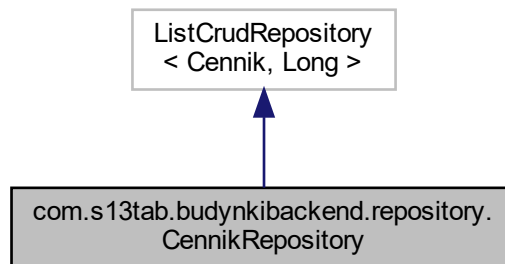 ListCrudRepository
< Cennik, Long >
com.s13tab.budynkibackend.repository.
CennikRepository